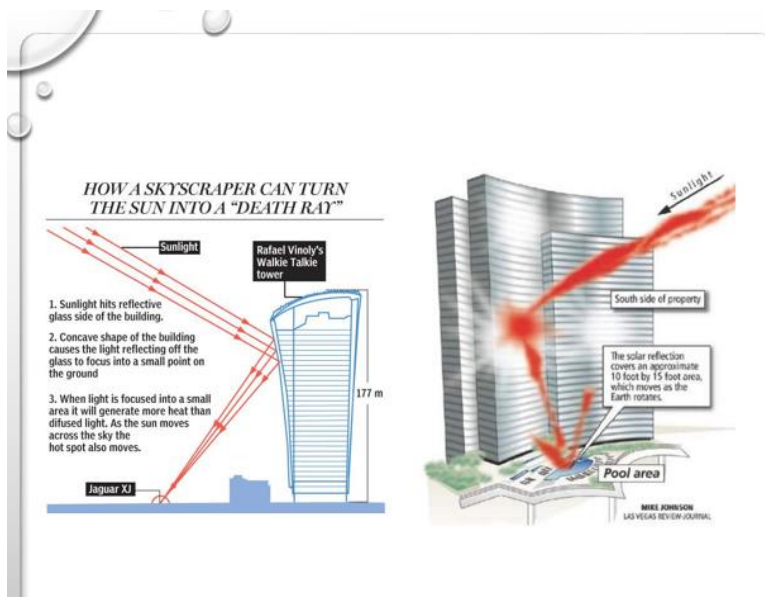 HOW A SKYSCRAPER CAN TURN
THE SUN INTO A “DEATH RAY”
Sunlight
Rafael Vinoly's
Walkie Talkie
tower
1. Sunlight hits reflective
glass side of the building.
2. Concave shape of the building
causes the light reflecting off the
glass to focus into a small point on
the ground
3. When light is focused into a small
area it will generate more heat than
difused light. As the sun moves
across the sky the
hot spot also moves.
177 m
Jaguar XJ
Sunlight
South side of property
The solar reflection
covers an approximate
10 foot by 15 foot area,
which moves as the
Earth rotates.
Pool area
MIKE JOHNSON
LAS VEGAS REVIEW-JOURNAL